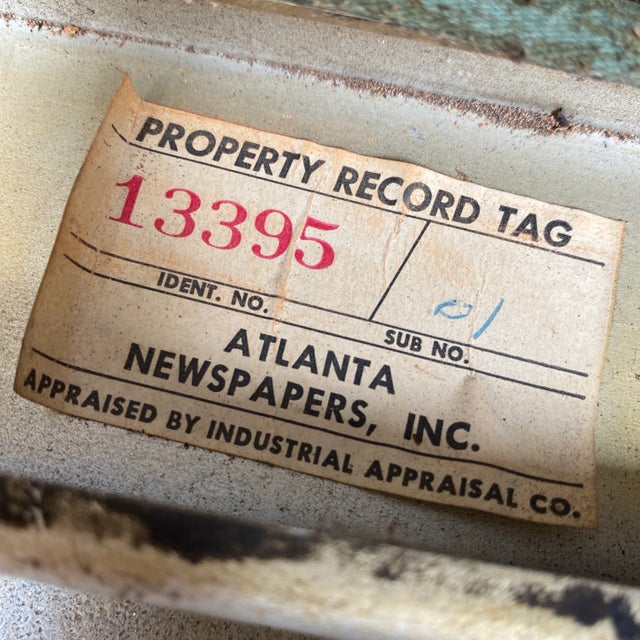 PROPERTY RECORD TAG
13395
IDENT. NO.
01
SUB NO.
ATLANTA
NEWSPAPERS, INC.
APPRAISED BY INDUSTRIAL APPRAISAL CO.